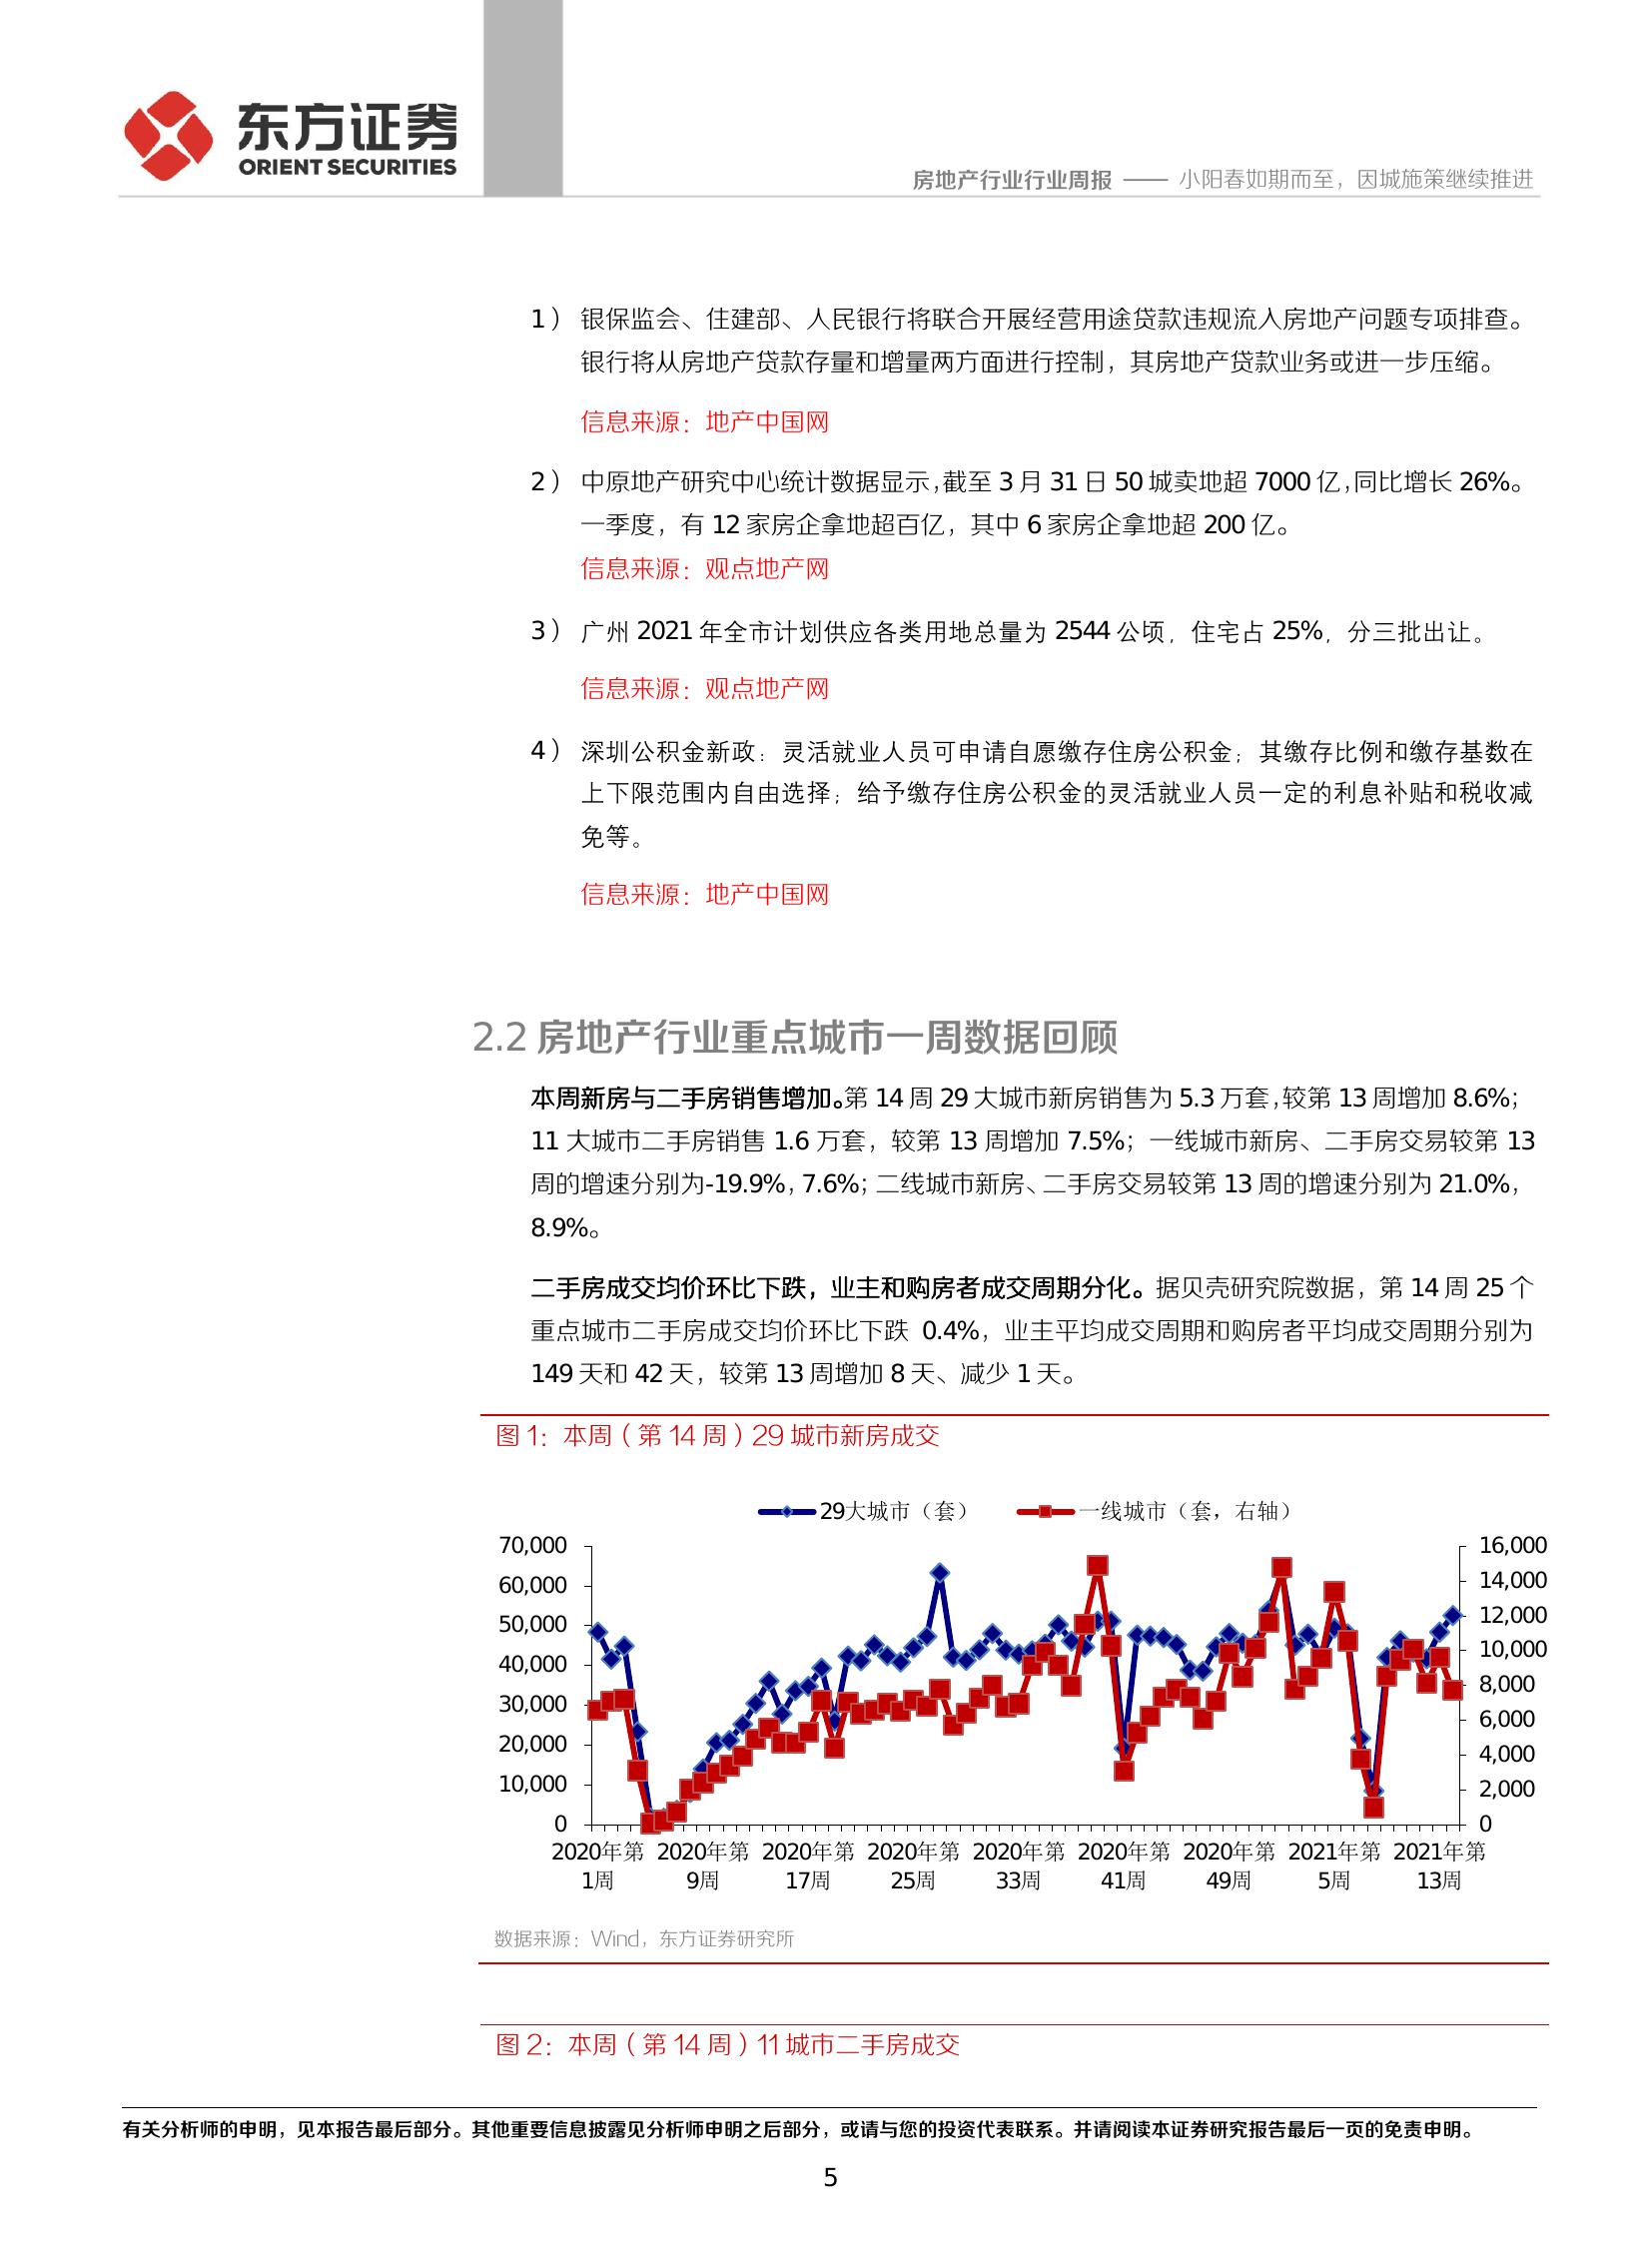 东方证券
ORIENT SECURITIES
房地产行业行业周报 —— 小阳春如期而至，因城施策继续推进
1） 银保监会、住建部、人民银行将联合开展经营用途贷款违规流入房地产问题专项排查。
银行将从房地产贷款存量和增量两方面进行控制，其房地产贷款业务或进一步压缩。
信息来源：地产中国网
2） 中原地产研究中心统计数据显示，截至 3 月 31 日 50 城卖地超 7000 亿，同比增长 26%。
一季度，有 12 家房企拿地超百亿，其中 6 家房企拿地超 200 亿。
信息来源：观点地产网
3） 广州 2021 年全市计划供应各类用地总量为 2544 公顷，住宅占 25%，分三批出让。
信息来源：观点地产网
4） 深圳公积金新政：灵活就业人员可申请自愿缴存住房公积金；其缴存比例和缴存基数在
上下限范围内自由选择；给予缴存住房公积金的灵活就业人员一定的利息补贴和税收减
免等。
信息来源：地产中国网
2.2 房地产行业重点城市一周数据回顾
本周新房与二手房销售增加。第 14 周 29 大城市新房销售为 5.3 万套，较第 13 周增加 8.6%；
11 大城市二手房销售 1.6 万套，较第 13 周增加 7.5%；一线城市新房、二手房交易较第 13
周的增速分别为-19.9%，7.6%；二线城市新房、二手房交易较第 13 周的增速分别为 21.0%，
8.9%。
二手房成交均价环比下跌，业主和购房者成交周期分化。据贝壳研究院数据，第 14 周 25 个
重点城市二手房成交均价环比下跌 0.4%，业主平均成交周期和购房者平均成交周期分别为
149 天和 42 天，较第 13 周增加 8 天、减少 1 天。
图 1：本周（第 14 周）29 城市新房成交
29大城市（套） 一线城市（套，右轴）
70,000 16,000
60,000 14,000
50,000 12,000
40,000 10,000
30,000 8,000
20,000 6,000
10,000 4,000
0 2,000
0
2020年第 2020年第 2020年第 2020年第 2020年第 2020年第 2020年第 2021年第 2021年第
1周 9周 17周 25周 33周 41周 49周 5周 13周
数据来源：Wind，东方证券研究所
图 2：本周（第 14 周）11 城市二手房成交
有关分析师的申明，见本报告最后部分。其他重要信息披露见分析师申明之后部分，或请与您的投资代表联系。并请阅读本证券研究报告最后一页的免责申明。
5